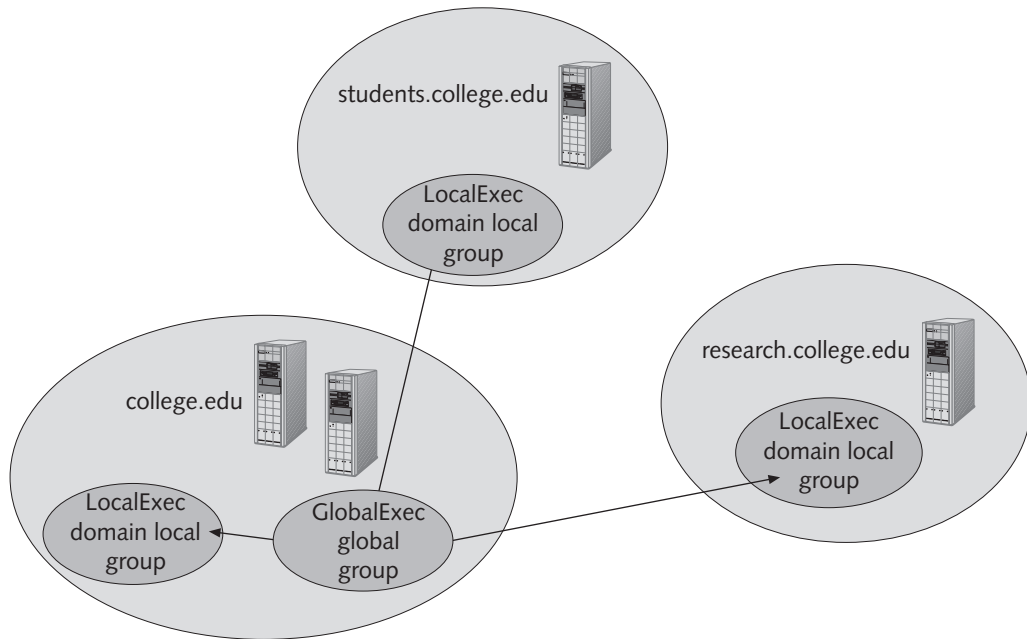 students.college.edu
LocalExec
domain local
group
research.college.edu
LocalExec
domain local
group
college.edu
LocalExec
domain local
group
GlobalExec
global
group